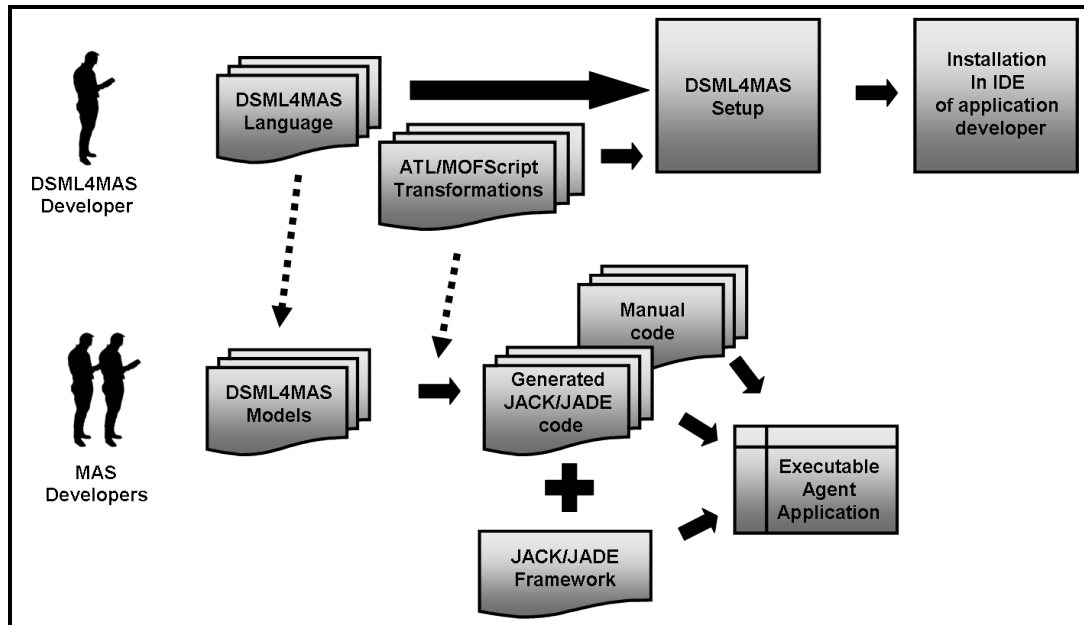 DSML4MAS
Developer
DSML4MAS
Language
ATL/MOFScript
Transformations
DSML4MAS
Setup
Installation
In IDE
of application
developer
MAS
Developers
DSML4MAS
Models
Manual
code
Generated
JACK/JADE
code
JACK/JADE
Framework
Executable
Agent
Application